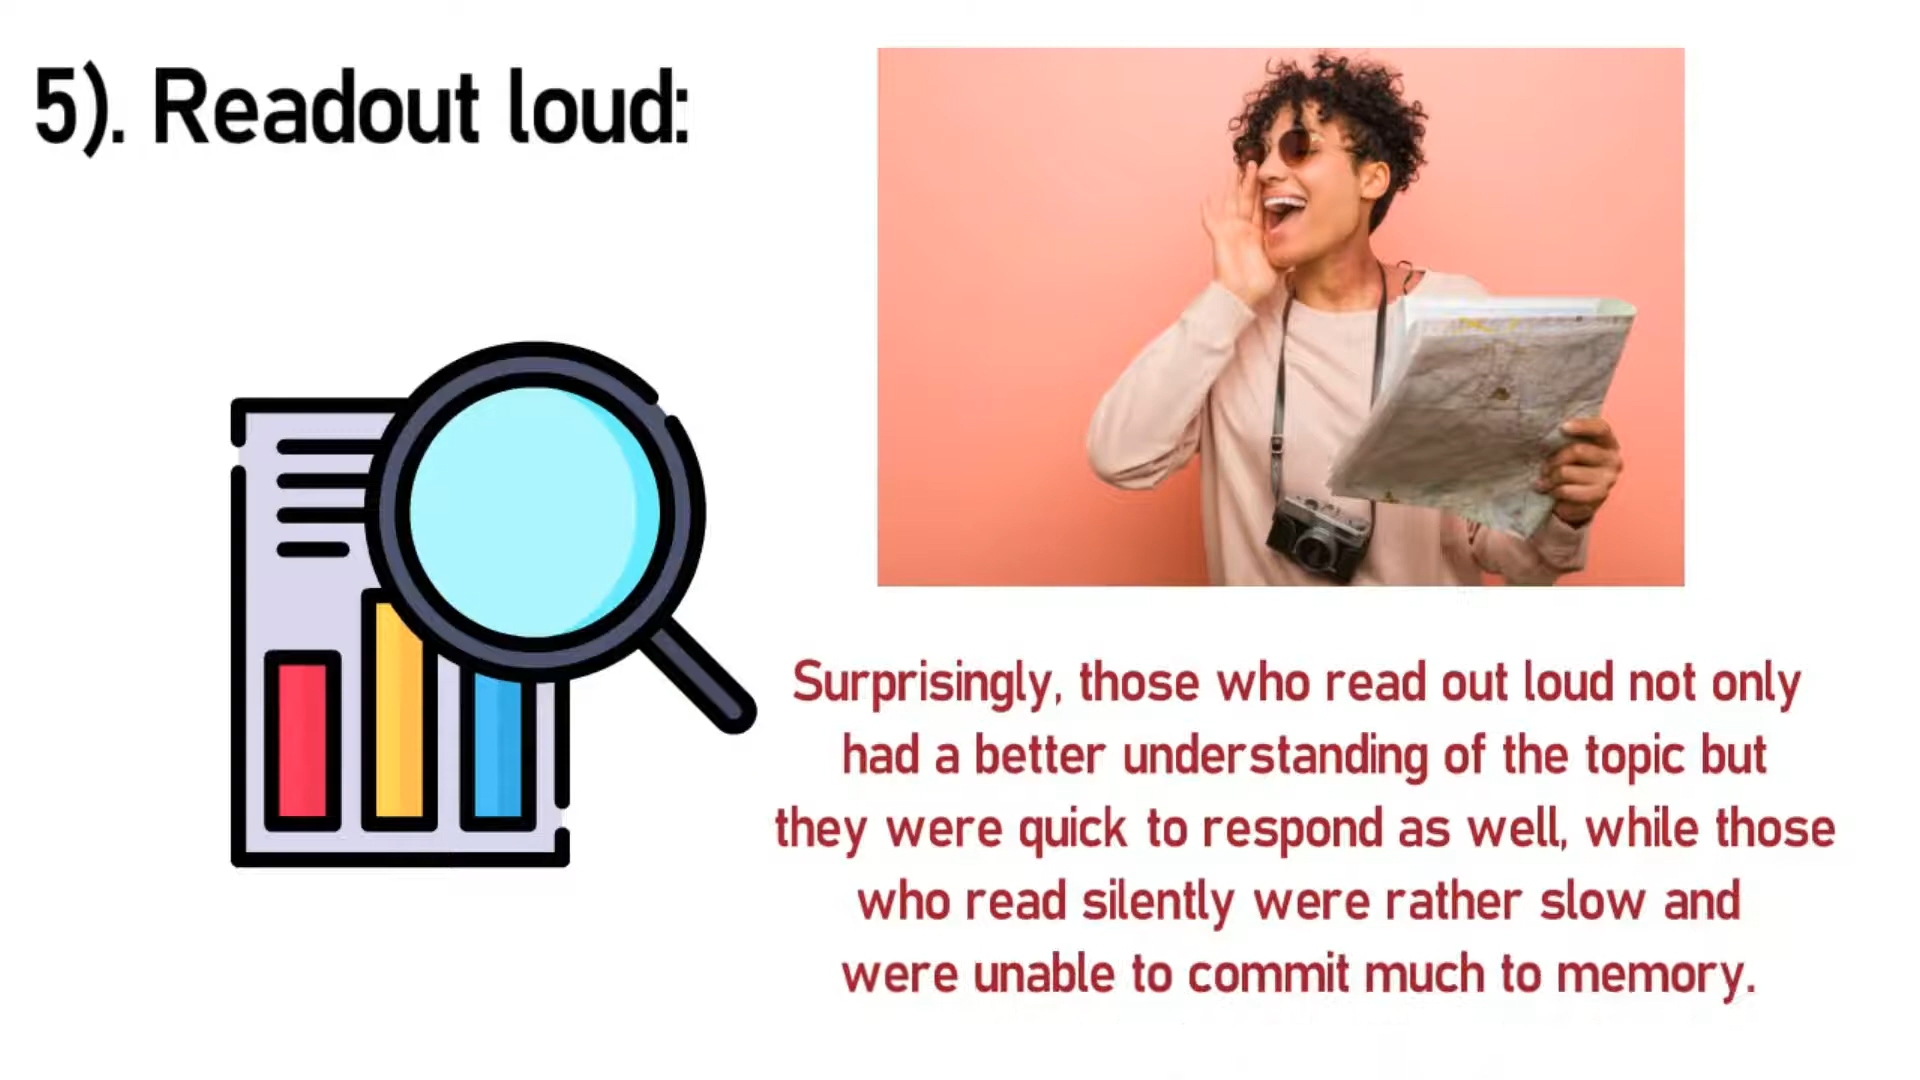 5). Readout loud:
Surprisingly, those who read out loud not only
had a better understanding of the topic but
they were quick to respond as well, while those
who read silently were rather slow and
were unable to commit much to memory.